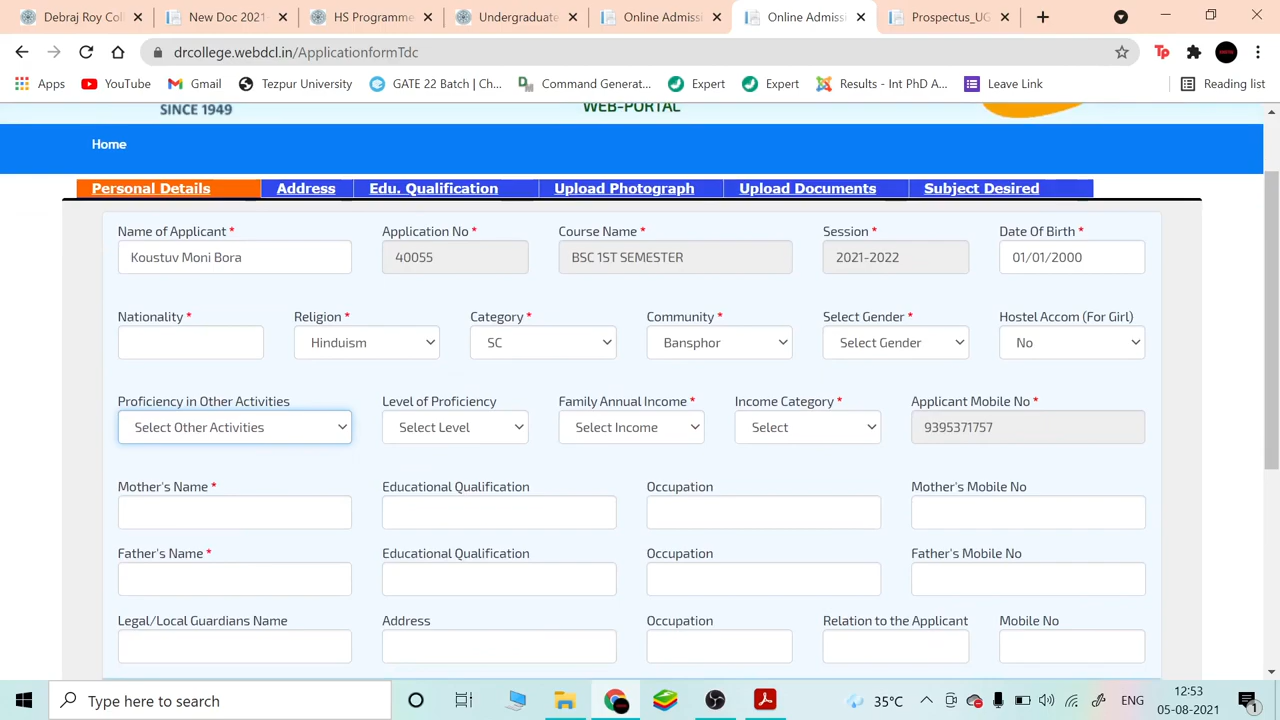 Debraj Roy Col
New Doc 2021-
HS Programme
Undergraduate
Online Admissi
Online Admissi
Prospectus_UG
drcollege.webdcl.in/ApplicationformTdc
Apps
YouTube
Gmail
Tezpur University
GATE 22 Batch | Ch...
Command Generat...
Expert
Expert
Results - Int PhD A...
Leave Link
Reading list
SINCE 1949
WEB-PORTAL
Home
Personal Details
Address
Edu. Qualification
Upload Photograph
Upload Documents
Subject Desired
Name of Applicant *
Application No *
Course Name *
Session *
Date Of Birth *
Koustuv Moni Bora
40055
BSC 1ST SEMESTER
2021-2022
01/01/2000
Nationality *
Religion *
Category *
Community *
Select Gender *
Hostel Accom (For Girl)
Hinduism
SC
Bansphor
Select Gender
No
Proficiency in Other Activities
Level of Proficiency
Family Annual Income *
Income Category *
Applicant Mobile No *
Select Other Activities
Select Level
Select Income
Select
9395371757
Mother's Name *
Educational Qualification
Occupation
Mother's Mobile No
Father's Name *
Educational Qualification
Occupation
Father's Mobile No
Legal/Local Guardians Name
Address
Occupation
Relation to the Applicant
Mobile No
Type here to search
35°C
ENG
12:53
05-08-2021
1